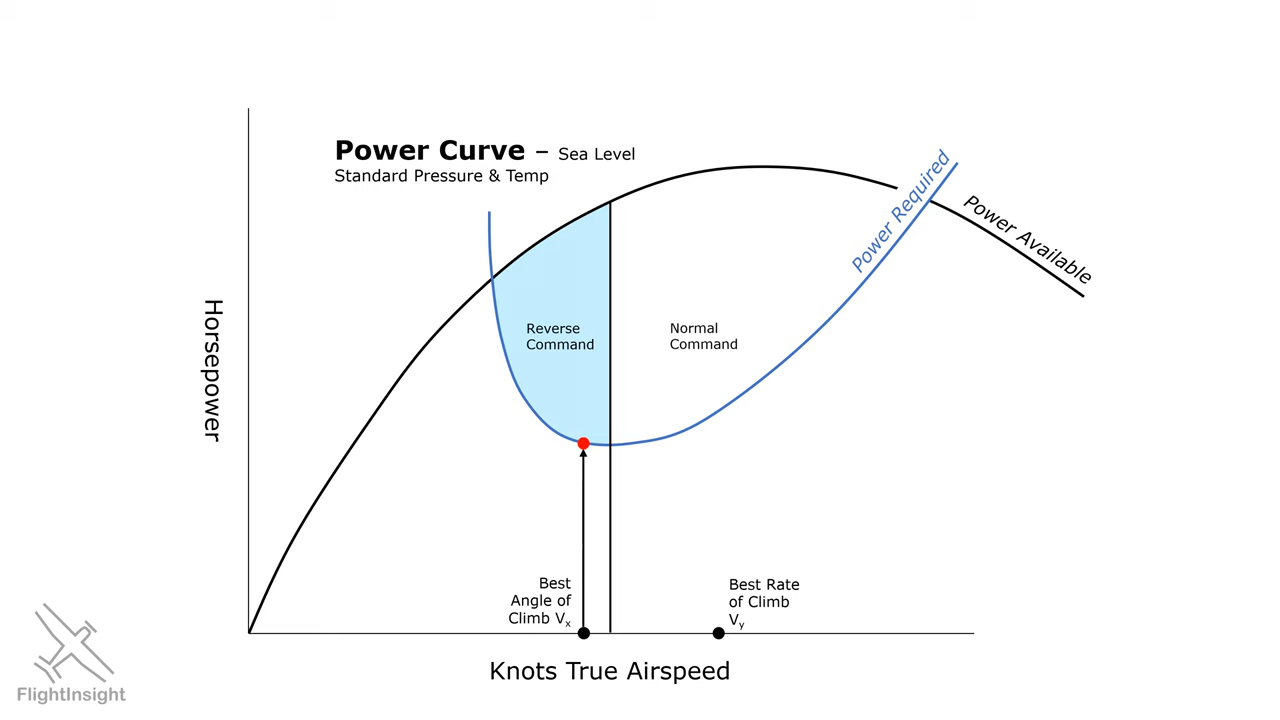 Power Curve – Sea Level
Standard Pressure & Temp
Power Required
Power Available
Horsepower
Reverse
Command
Normal
Command
Best
Angle of
Climb Vx
Best Rate
of Climb
Vy
Knots True Airspeed
FlightInsight